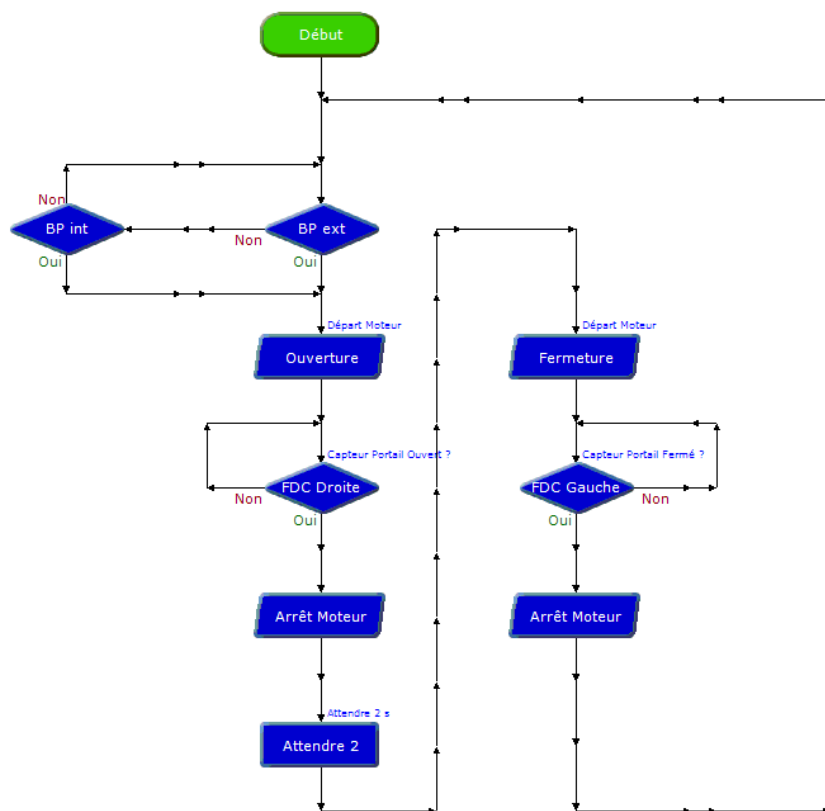 Début
Non
BP int
Oui
Non
BP ext
Oui
Départ Moteur
Ouverture
Capteur Portail Ouvert ?
FDC Droite
Non
Oui
Arrêt Moteur
Attendre 2 s
Attendre 2
Départ Moteur
Fermeture
Capteur Portail Fermé ?
FDC Gauche
Non
Oui
Arrêt Moteur